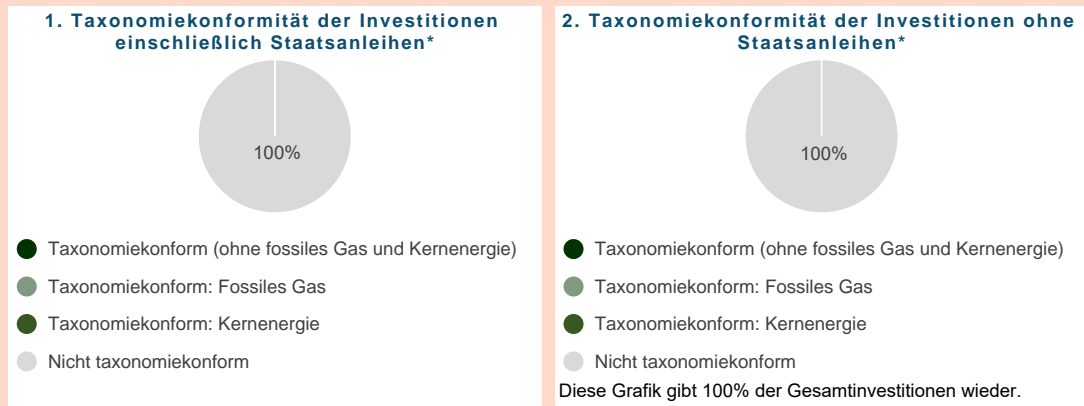 1. Taxonomiekonformität der Investitionen
einschließlich Staatsanleihen*
100%
Taxonomiekonform (ohne fossiles Gas und Kernenergie)
Taxonomiekonform: Fossiles Gas
Taxonomiekonform: Kernenergie
Nicht taxonomiekonform
2. Taxonomiekonformität der Investitionen ohne
Staatsanleihen*
100%
Taxonomiekonform (ohne fossiles Gas und Kernenergie)
Taxonomiekonform: Fossiles Gas
Taxonomiekonform: Kernenergie
Nicht taxonomiekonform
Diese Grafik gibt 100% der Gesamtinvestitionen wieder.